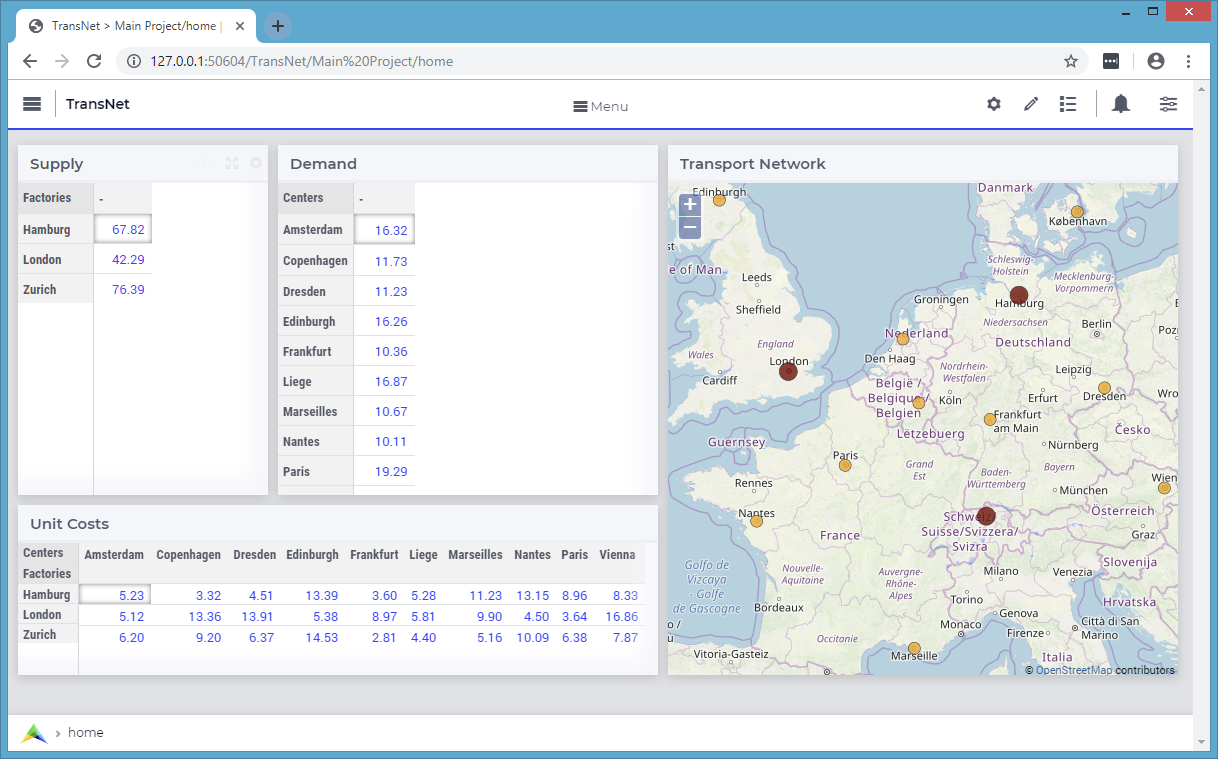 TransNet > Main Project/home |
127.0.0.1:50604/TransNet/Main%20Project/home
TransNet
Menu
Supply
Factories -
Hamburg 67.82
London 42.29
Zurich 76.39
Demand
Centers -
Amsterdam 16.32
Copenhagen 11.73
Dresden 11.23
Edinburgh 16.26
Frankfurt 10.36
Liege 16.87
Marseilles 10.67
Nantes 10.11
Paris 19.29
Unit Costs
Centers Amsterdam Copenhagen Dresden Edinburgh Frankfurt Liege Marseilles Nantes Paris Vienna
Factories
Hamburg 5.23 3.32 4.51 13.39 3.60 5.28 11.23 13.15 8.96 8.33
London 5.12 13.36 13.91 5.38 8.97 5.81 9.90 4.50 3.64 16.86
Zurich 6.20 9.20 6.37 14.53 2.81 4.40 5.16 10.09 6.38 7.87
Transport Network
+
−
Edinburgh
Danmark
København
st
e of Man
Leeds
Schleswig-
Holstein
Mecklenburg-
Vorpommern
Sheffield
Groningen
Hamburg
Niedersachsen
Berlin
Poz
Nederland
England
Wales
London
Den Haag
Deutschland
Cardiff
Nordrhein-
Westfalen
Leipzig
België /
Belgique /
Belgien
Köln
Erfurt
Dresden
Wro
Frankfurt
am Main
Česko
Guernsey
Lëtzebuerg
Nürnberg
Paris
Grand
Est
Baden-
Württemberg
Bayern
Rennes
München
Wien
Nantes
Schweiz/
Suisse/Svizzera/
Svizra
Österreich
France
Graz
Golfo de
Vizcaya
- Golfe
de Gascogne
Nouvelle-
Aquitaine
Auvergne-
Rhône-
Alpes
Milano
Venezia
Slovenija
Bordeaux
Torino
Hrvatska
Genova
o /
Monaco
Firenze
Città di San
Marino
Occitanie
Vitoria-Gasteiz
Marseille
Italia
© OpenStreetMap contributors
home